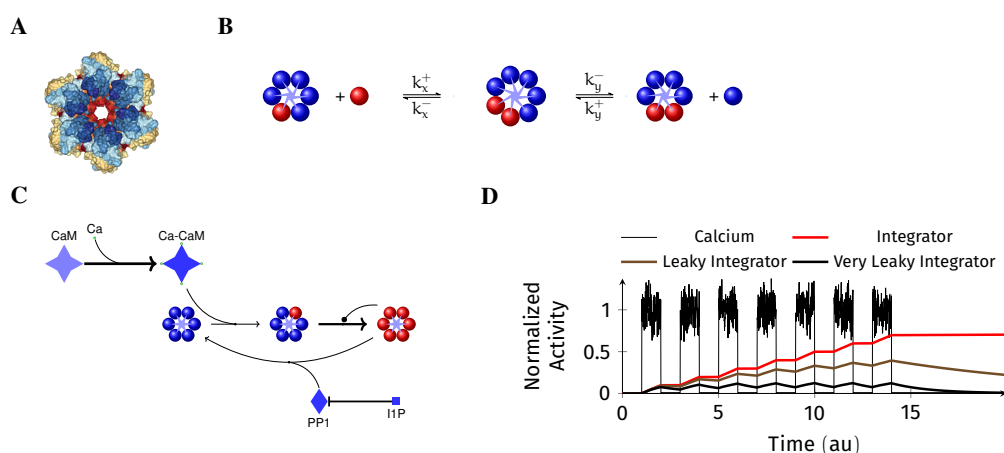 A
B
+
k_x^+
k_x^-
k_y^-
k_y^+
+
C
CaM
Ca
Ca-CaM
PP1
I1P
D
Calcium
Integrator
Leaky Integrator
Very Leaky Integrator
Normalized
Activity
1
0.5
0
0
5
10
15
Time (au)